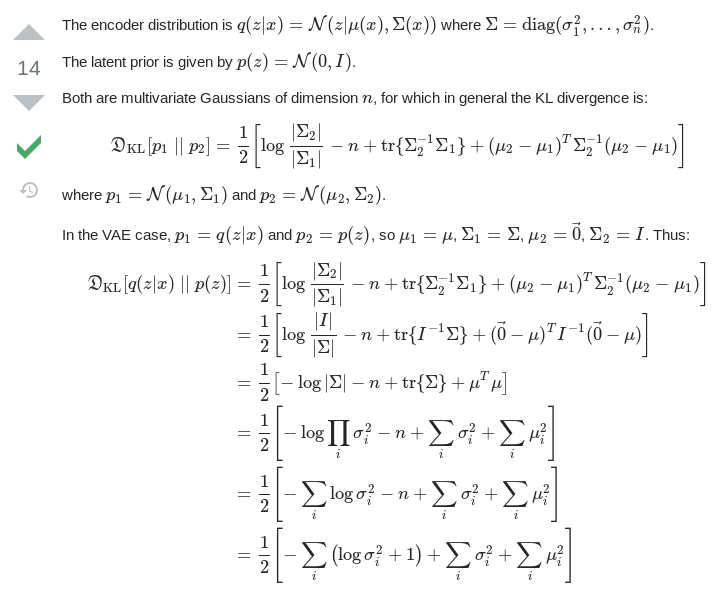 The encoder distribution is q(z|x) = 𝒩(z|μ(x), Σ(x)) where Σ = diag(σ₁², . . . , σₙ²).
14
The latent prior is given by p(z) = 𝒩(0, I).
Both are multivariate Gaussians of dimension n, for which in general the KL divergence is:
𝔇_KL[p₁ || p₂] = 1/2 [log |Σ₂|/|Σ₁| − n + tr{Σ₂⁻¹Σ₁} + (μ₂ − μ₁)ᵀ Σ₂⁻¹(μ₂ − μ₁)]
where p₁ = 𝒩(μ₁, Σ₁) and p₂ = 𝒩(μ₂, Σ₂).
In the VAE case, p₁ = q(z|x) and p₂ = p(z), so μ₁ = μ, Σ₁ = Σ, μ₂ = 0⃗, Σ₂ = I. Thus:
𝔇_KL[q(z|x) || p(z)] = 1/2 [log |Σ₂|/|Σ₁| − n + tr{Σ₂⁻¹Σ₁} + (μ₂ − μ₁)ᵀ Σ₂⁻¹(μ₂ − μ₁)]
= 1/2 [log |I|/|Σ| − n + tr{I⁻¹Σ} + (0⃗ − μ)ᵀ I⁻¹(0⃗ − μ)]
= 1/2 [− log |Σ| − n + tr{Σ} + μᵀμ]
= 1/2 [− log ∏ᵢ σᵢ² − n + ∑ᵢ σᵢ² + ∑ᵢ μᵢ²]
= 1/2 [− ∑ᵢ log σᵢ² − n + ∑ᵢ σᵢ² + ∑ᵢ μᵢ²]
= 1/2 [− ∑ᵢ (log σᵢ² + 1) + ∑ᵢ σᵢ² + ∑ᵢ μᵢ²]